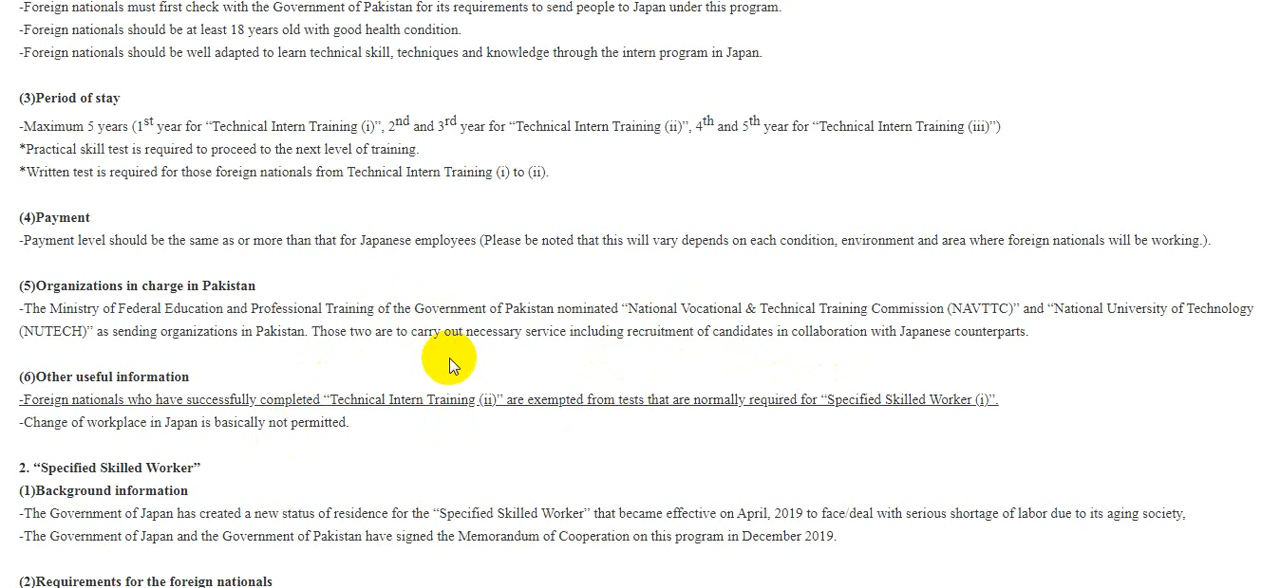 -Foreign nationals must first check with the Government of Pakistan for its requirements to send people to Japan under this program.
-Foreign nationals should be at least 18 years old with good health condition.
-Foreign nationals should be well adapted to learn technical skill, techniques and knowledge through the intern program in Japan.
(3)Period of stay
-Maximum 5 years (1st year for “Technical Intern Training (i)”, 2nd and 3rd year for “Technical Intern Training (ii)”, 4th and 5th year for “Technical Intern Training (iii)”)
*Practical skill test is required to proceed to the next level of training.
*Written test is required for those foreign nationals from Technical Intern Training (i) to (ii).
(4)Payment
-Payment level should be the same as or more than that for Japanese employees (Please be noted that this will vary depends on each condition, environment and area where foreign nationals will be working.).
(5)Organizations in charge in Pakistan
-The Ministry of Federal Education and Professional Training of the Government of Pakistan nominated “National Vocational & Technical Training Commission (NAVTTC)” and “National University of Technology
(NUTECH)” as sending organizations in Pakistan. Those two are to carry out necessary service including recruitment of candidates in collaboration with Japanese counterparts.
(6)Other useful information
-Foreign nationals who have successfully completed “Technical Intern Training (ii)” are exempted from tests that are normally required for “Specified Skilled Worker (i)”.
-Change of workplace in Japan is basically not permitted.
2. “Specified Skilled Worker”
(1)Background information
-The Government of Japan has created a new status of residence for the “Specified Skilled Worker” that became effective on April, 2019 to face/deal with serious shortage of labor due to its aging society,
-The Government of Japan and the Government of Pakistan have signed the Memorandum of Cooperation on this program in December 2019.
(2)Requirements for the foreign nationals